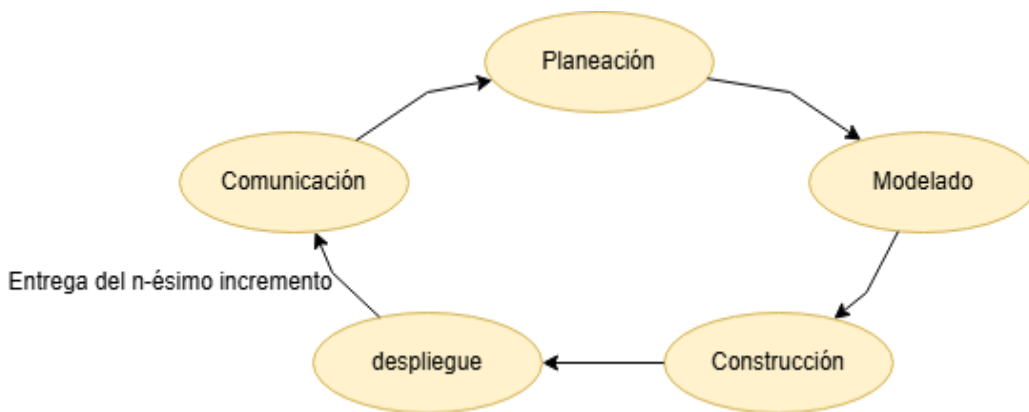 Planeación
Comunicación
Modelado
Entrega del n-ésimo incremento
despliegue
Construcción